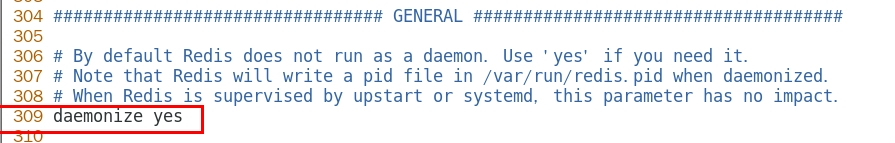 304 ################################# GENERAL #####################################
305
306 # By default Redis does not run as a daemon. Use 'yes' if you need it.
307 # Note that Redis will write a pid file in /var/run/redis.pid when daemonized.
308 # When Redis is supervised by upstart or systemd, this parameter has no impact.
309 daemonize yes
310